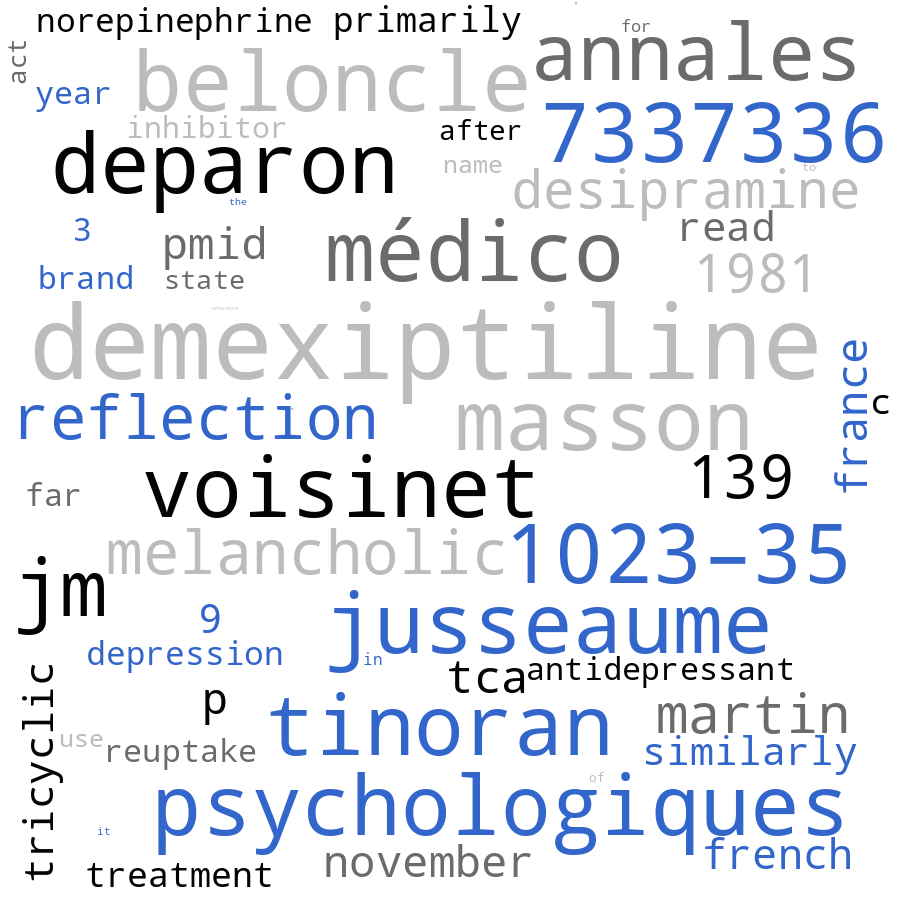 norepinephrine primarily
for
act
annales
beloncle
year
7337336
inhibitor
after
deparon
name
to
desipramine
the
3
pmid
médico
read
brand
state
1981
reference
demexiptiline
france
reflection
masson
c
voisinet
139
far
melancholic
1023–35
jm
9
jusseaume
depression
in
tca
antidepressant
tricyclic
p
tinoran
martin
use
reuptake
similarly
psychologiques
of
it
november
french
treatment